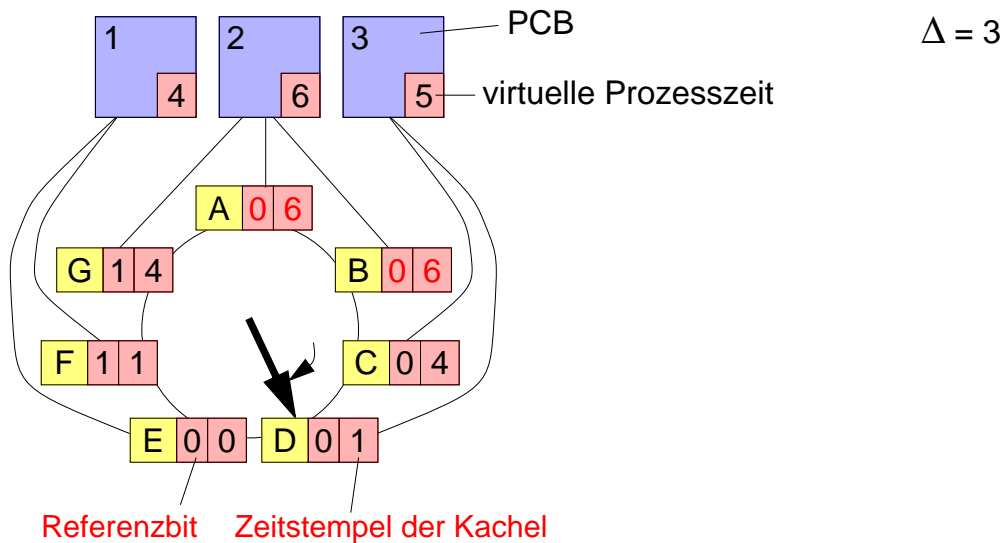 1 2 3 PCB Δ = 3
4 6 5 virtuelle Prozesszeit
A 0 6
G 1 4 B 0 6
F 1 1 C 0 4
E 0 0 D 0 1
Referenzbit Zeitstempel der Kachel